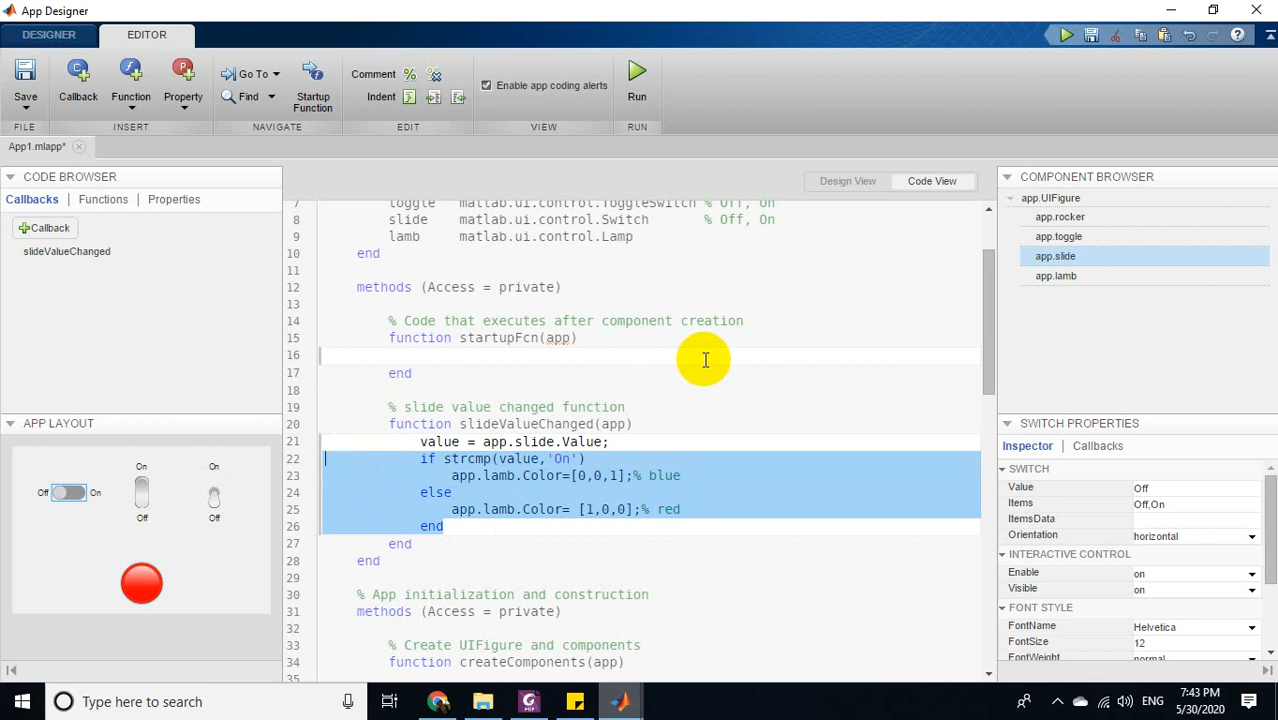 App Designer
DESIGNER
EDITOR
Save
Callback
Function
Property
Go To
Find
Startup
Function
Comment
Indent
Enable app coding alerts
Run
FILE
INSERT
NAVIGATE
EDIT
VIEW
RUN
App1.mlapp*
CODE BROWSER
Callbacks
Functions
Properties
Callback
slideValueChanged
APP LAYOUT
On
On
Off
On
Off
Off
Design View
Code View
7 toggle matlab.ui.control.ToggleSwitch % Off, On
8 slide matlab.ui.control.Switch % Off, On
9 lamb matlab.ui.control.Lamp
10 end
11
12 methods (Access = private)
13
14 % Code that executes after component creation
15 function startupFcn(app)
16
17 end
18
19 % slide value changed function
20 function slideValueChanged(app)
21 value = app.slide.Value;
22 if strcmp(value,'On')
23 app.lamb.Color=[0,0,1];% blue
24 else
25 app.lamb.Color= [1,0,0];% red
26 end
27 end
28 end
29
30 % App initialization and construction
31 methods (Access = private)
32
33 % Create UIFigure and components
34 function createComponents(app)
35
COMPONENT BROWSER
app.UIFigure
app.rocker
app.toggle
app.slide
app.lamb
SWITCH PROPERTIES
Inspector
Callbacks
SWITCH
Value Off
Items Off,On
ItemsData
Orientation horizontal
INTERACTIVE CONTROL
Enable on
Visible on
FONT STYLE
FontName Helvetica
FontSize 12
FontWeight normal
Type here to search
ENG
7:43 PM
5/30/2020